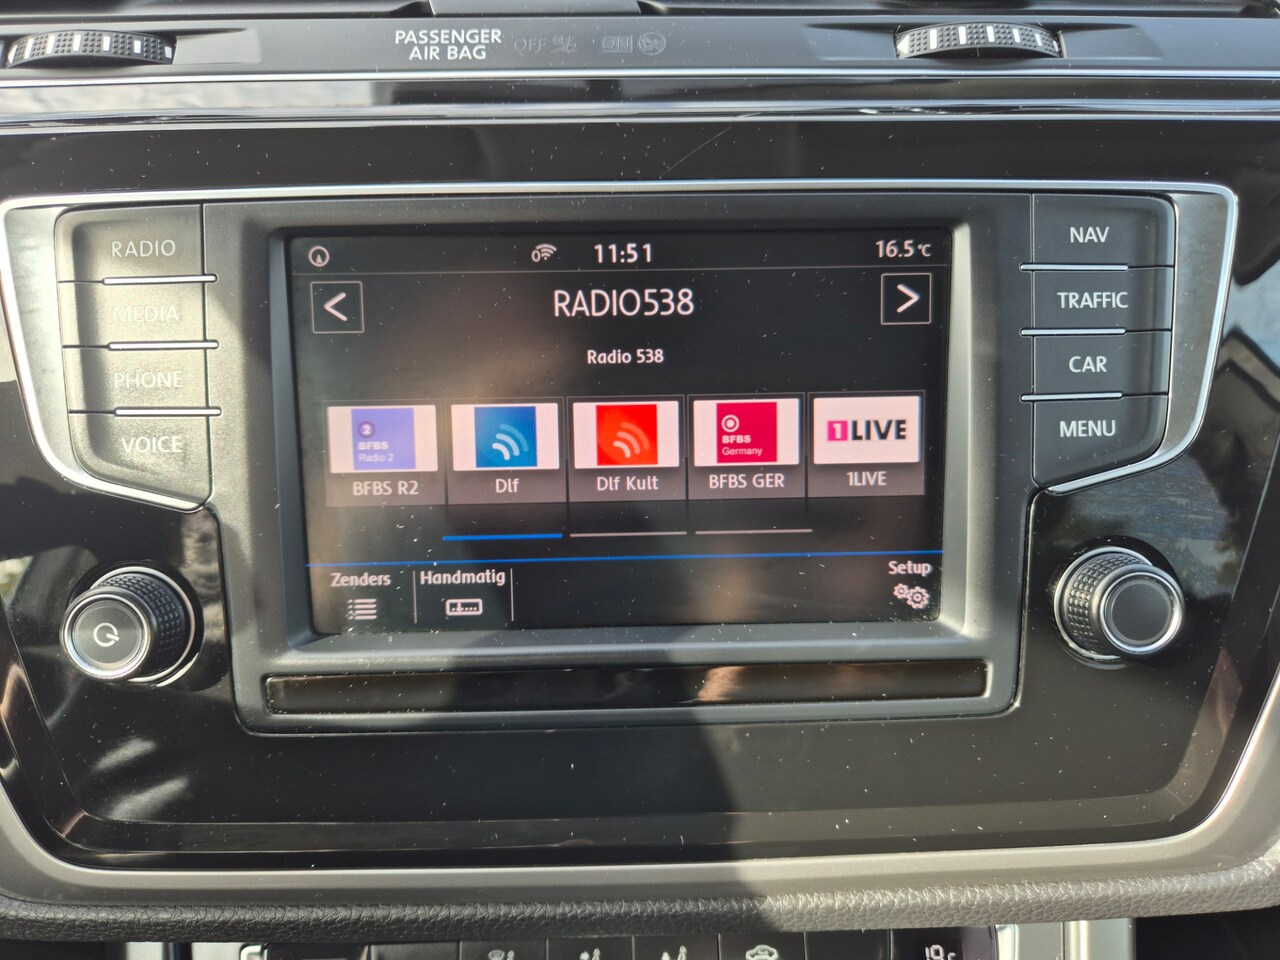 PASSENGER
AIR BAG
OFF
ON
RADIO
MEDIA
PHONE
VOICE
11:51
16.5°C
<
RADIO538
>
Radio 538
2
BFBS
Radio 2
BFBS
Germany
1LIVE
BFBS R2
Dlf
Dlf Kult
BFBS GER
1LIVE
Zenders
Handmatig
Setup
NAV
TRAFFIC
CAR
MENU